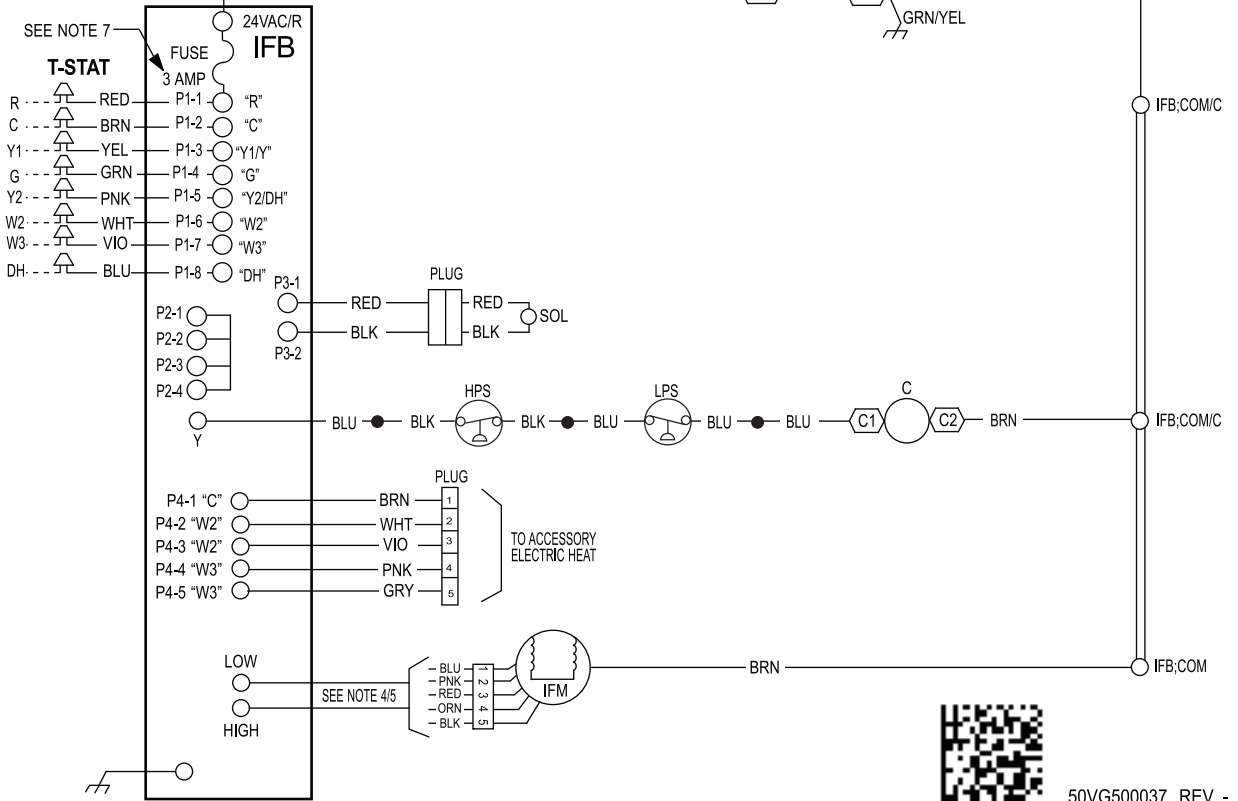 GRN/YEL
24VAC/R
IFB
SEE NOTE 7
FUSE
3 AMP
T-STAT
R RED P1-1 "R"
C BRN P1-2 "C"
Y1 YEL P1-3 "Y1/Y"
G GRN P1-4 "G"
Y2 PNK P1-5 "Y2/DH"
W2 WHT P1-6 "W2"
W3 VIO P1-7 "W3"
DH BLU P1-8 "DH"
IFB;COM/C
P3-1
PLUG
RED RED
SOL
BLK BLK
P3-2
P2-1
P2-2
P2-3
P2-4
Y
HPS
LPS
C
BLU BLK BLK BLU BLU BLU C1 C2 BRN
IFB;COM/C
PLUG
P4-1 "C" BRN 1
P4-2 "W2" WHT 2
P4-3 "W2" VIO 3
P4-4 "W3" PNK 4
P4-5 "W3" GRY 5
TO ACCESSORY
ELECTRIC HEAT
LOW
HIGH
SEE NOTE 4/5
BLU 1
PNK 2
RED 3
ORN 4
BLK 5
IFM
BRN
IFB;COM
50VG500037 REV -